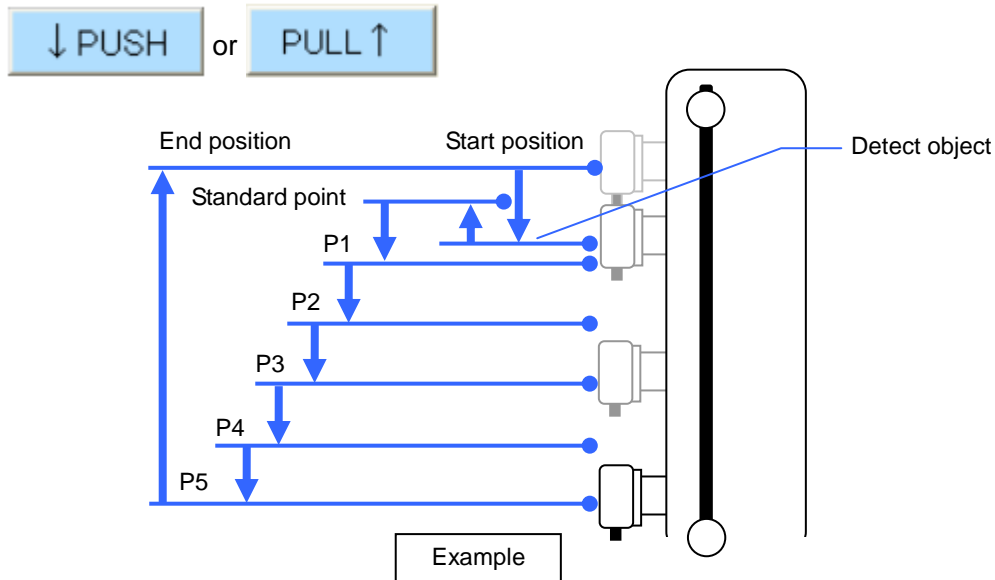 ↓PUSH or PULL↑
End position Start position
Detect object
Standard point
P1
P2
P3
P4
P5
Example